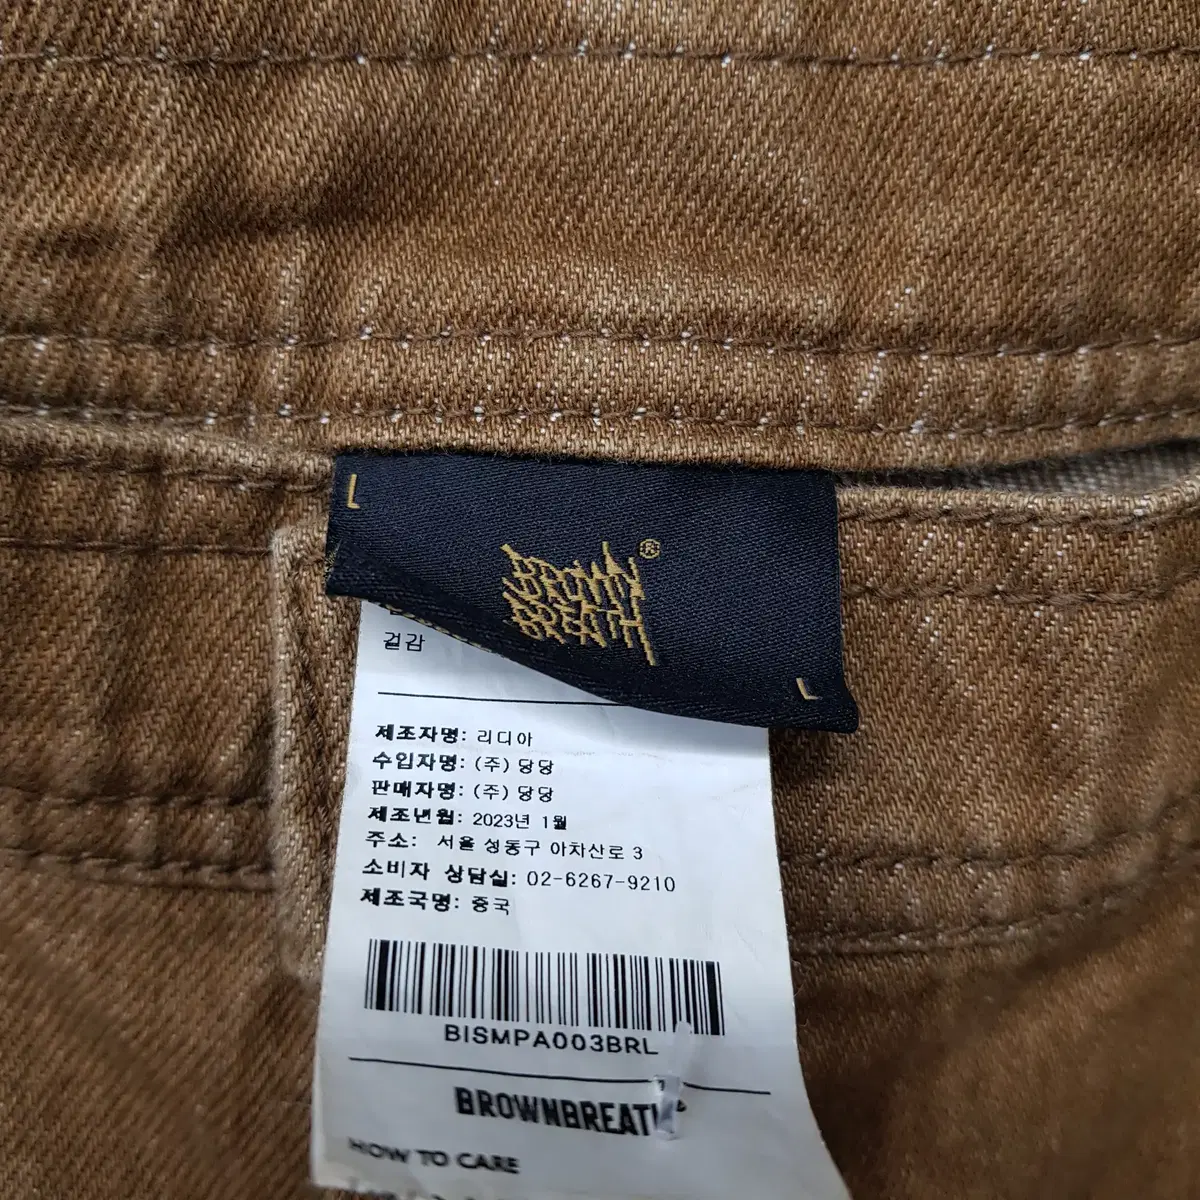 L
®
L
겉감
제조자명: 리디아
수입자명: (주) 당당
판매자명: (주) 당당
제조년월: 2023년 1월
주소: 서울 성동구 아차산로 3
소비자 상담실: 02-6267-9210
제조국명: 중국
BISMPA003BRL
BROWNBREATH
HOW TO CARE